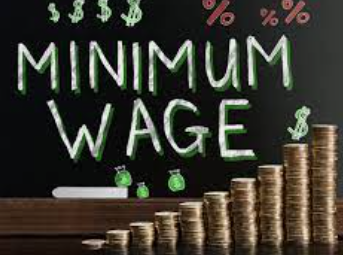 $ $ $ $ % % %
MINIMUM
WAGE
$